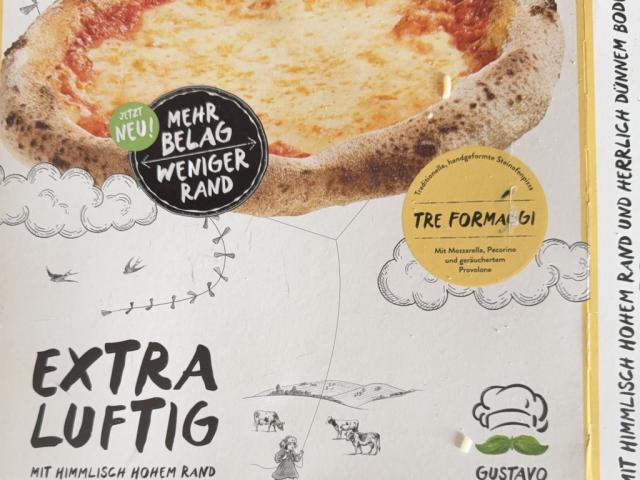 JETZT
NEU!
MEHR
BELAG
WENIGER
RAND
Traditionelle, handgeformte Steinofenpizza
TRE FORMAGGI
Mit Mozzarella, Pecorino
und geräuchertem
Provolone
EXTRA
LUFTIG
MIT HIMMLISCH HOHEM RAND
GUSTAVO
MIT HIMMLISCH HOHEM RAND UND HERRLICH DÜNNEM